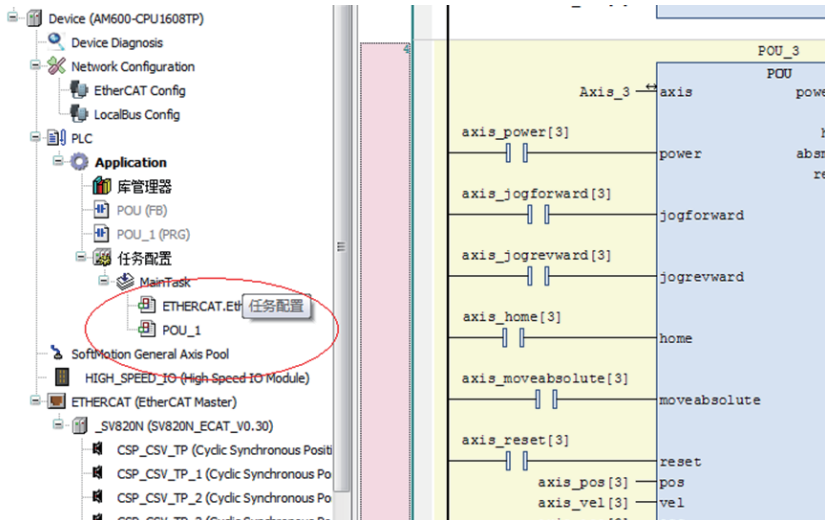 Device (AM600-CPU1608TP)
Device Diagnosis
Network Configuration
EtherCAT Config
LocalBus Config
PLC
Application
库管理器
POU (FB)
POU_1 (PRG)
任务配置
MainTask
ETHERCAT.Eth
任务配置
POU_1
SoftMotion General Axis Pool
HIGH_SPEED_IO (High Speed IO Module)
ETHERCAT (EtherCAT Master)
_SV820N (SV820N_ECAT_V0.30)
CSP_CSV_TP (Cyclic Synchronous Positi
CSP_CSV_TP_1 (Cyclic Synchronous Po
CSP_CSV_TP_2 (Cyclic Synchronous Po
4
POU_3
POU
Axis_3 axis powe
axis_power[3]
power absm
re
axis_jogforward[3]
jogforward
axis_jogrevward[3]
jogrevward
axis_home[3]
home
axis_moveabsolute[3]
moveabsolute
axis_reset[3]
reset
axis_pos[3] pos
axis_vel[3] vel